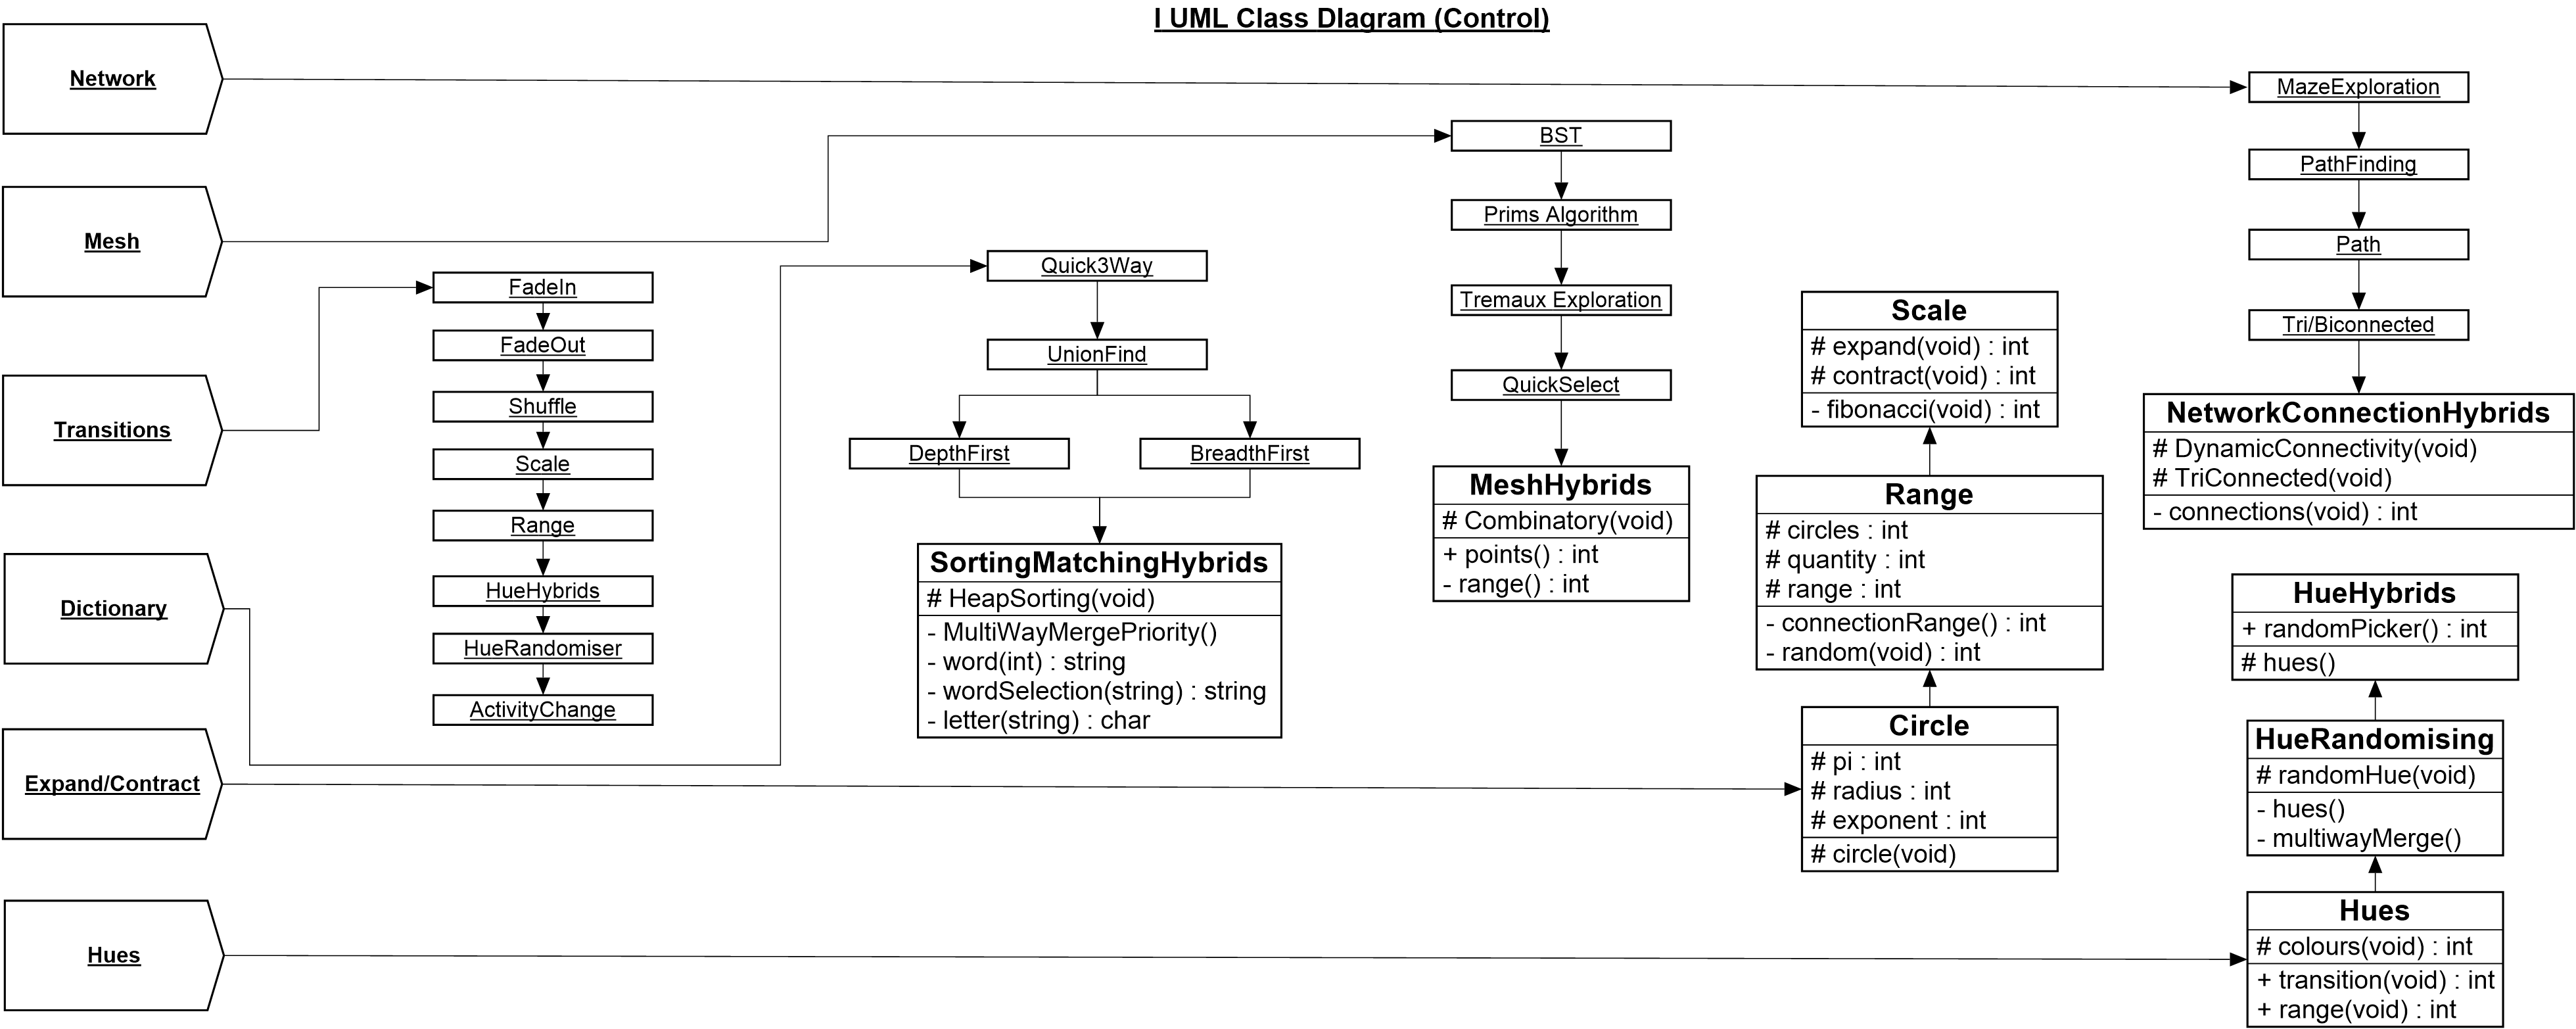 I UML Class DIagram (Control)
Network
Mesh
Transitions
Dictionary
Expand/Contract
Hues
FadeIn
FadeOut
Shuffle
Scale
Range
HueHybrids
HueRandomiser
ActivityChange
Quick3Way
UnionFind
DepthFirst
BreadthFirst
SortingMatchingHybrids
# HeapSorting(void)
- MultiWayMergePriority()
- word(int) : string
- wordSelection(string) : string
- letter(string) : char
BST
Prims Algorithm
Tremaux Exploration
QuickSelect
MeshHybrids
# Combinatory(void)
+ points() : int
- range() : int
Scale
# expand(void) : int
# contract(void) : int
- fibonacci(void) : int
Range
# circles : int
# quantity : int
# range : int
- connectionRange() : int
- random(void) : int
Circle
# pi : int
# radius : int
# exponent : int
# circle(void)
MazeExploration
PathFinding
Path
Tri/Biconnected
NetworkConnectionHybrids
# DynamicConnectivity(void)
# TriConnected(void)
- connections(void) : int
HueHybrids
+ randomPicker() : int
# hues()
HueRandomising
# randomHue(void)
- hues()
- multiwayMerge()
Hues
# colours(void) : int
+ transition(void) : int
+ range(void) : int